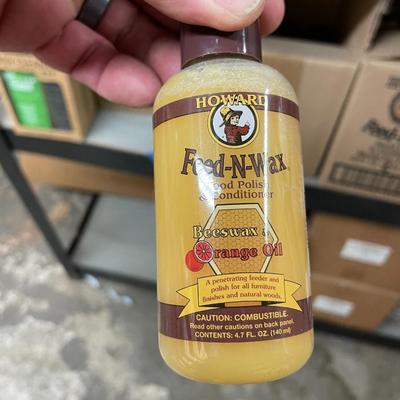 HOWARD
Feed-N-Wax
Wood Polish
& Conditioner
Beeswax &
Orange Oil
A penetrating feeder and
polish for all furniture
finishes and natural woods.
CAUTION: COMBUSTIBLE.
Read other cautions on back panel.
CONTENTS: 4.7 FL. OZ. (140 ml)